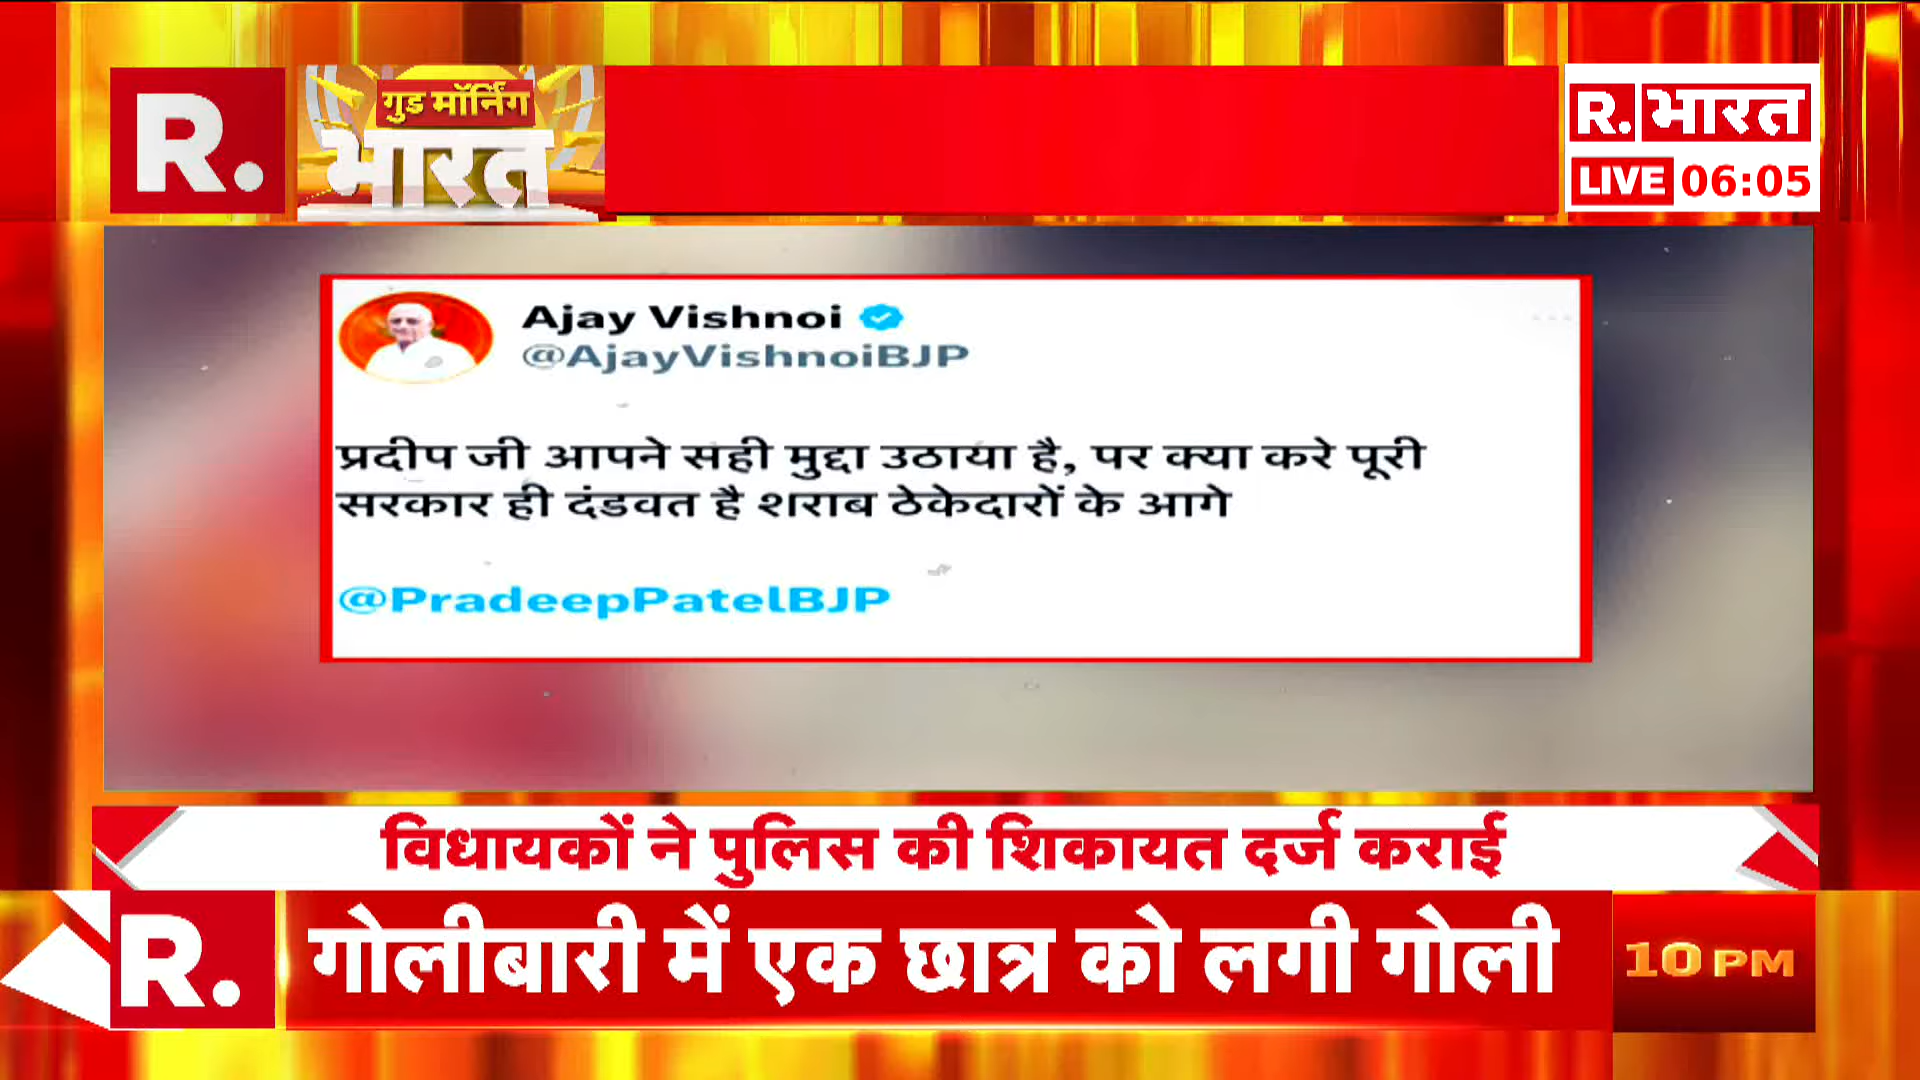 R.
गुड मॉर्निंग
भारत
R. भारत
LIVE 06:05
Ajay Vishnoi
@AjayVishnoiBJP
प्रदीप जी आपने सही मुद्दा उठाया है, पर क्या करे पूरी
सरकार ही दंडवत है शराब ठेकेदारों के आगे
@PradeepPatelBJP
विधायकों ने पुलिस की शिकायत दर्ज कराई
R.
गोलीबारी में एक छात्र को लगी गोली
10 PM